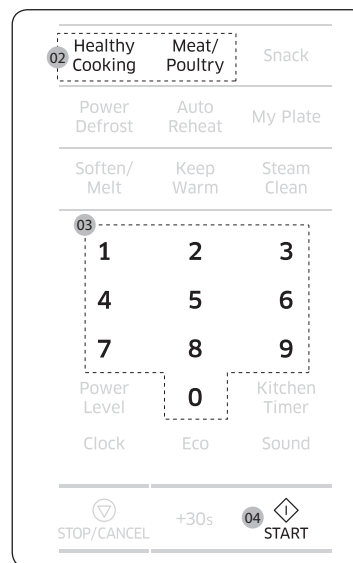 02 Healthy Cooking Meat/ Poultry Snack
Power Defrost Auto Reheat My Plate
Soften/ Melt Keep Warm Steam Clean
03
1 2 3
4 5 6
7 8 9
Power Level 0 Kitchen Timer
Clock Eco Sound
STOP/CANCEL +30s 04 START